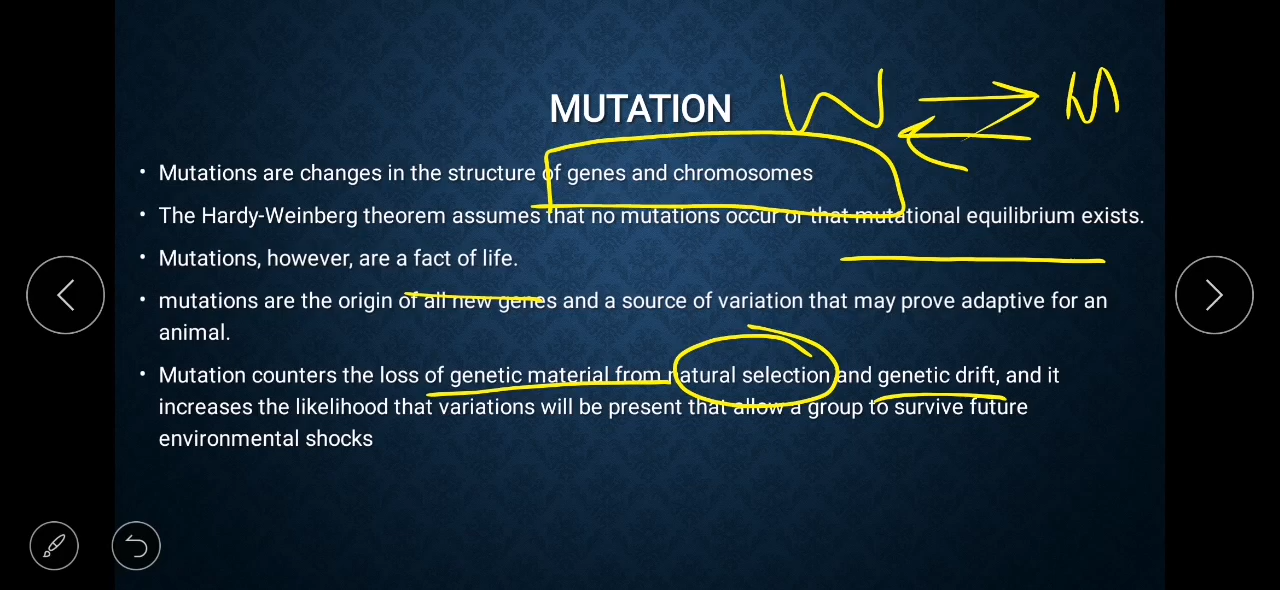 MUTATION W M
• Mutations are changes in the structure of genes and chromosomes
• The Hardy-Weinberg theorem assumes that no mutations occur or that mutational equilibrium exists.
• Mutations, however, are a fact of life.
• mutations are the origin of all new genes and a source of variation that may prove adaptive for an
animal.
• Mutation counters the loss of genetic material from natural selection and genetic drift, and it
increases the likelihood that variations will be present that allow a group to survive future
environmental shocks